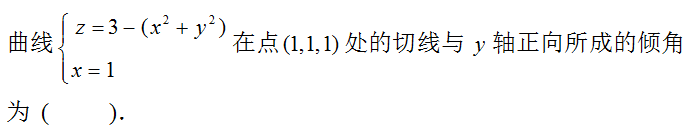 曲线{z=3-(x²+y²) 在点(1,1,1)处的切线与 y 轴正向所成的倾角
x=1
为 (    ).